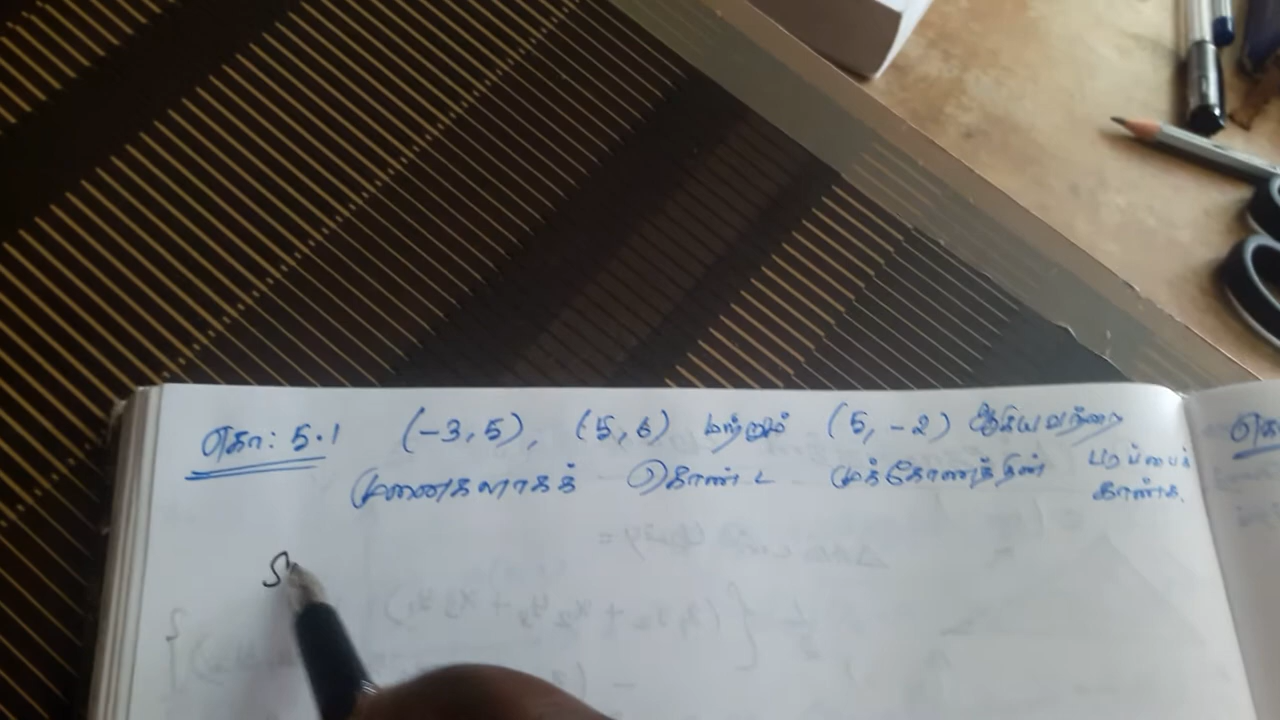 எகா: 5.1 (-3,5), (5,6) மற்றும் (5,-2) ஆகியவற்றை
முனைகளாகக் கொண்ட முக்கோணத்தின் பரப்பைக்
காண்க.
S